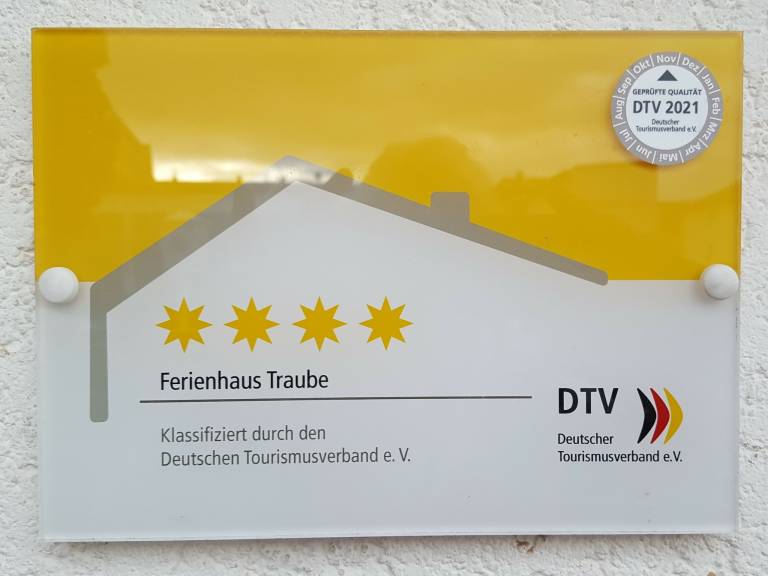 Okt Nov Dez Jan Feb Mrz Apr Mai Jun Jul Aug Sep
GEPRÜFTE QUALITÄT
DTV 2021
Deutscher
Tourismusverband e.V.
Ferienhaus Traube
Klassifiziert durch den
Deutschen Tourismusverband e. V.
DTV
Deutscher
Tourismusverband e.V.